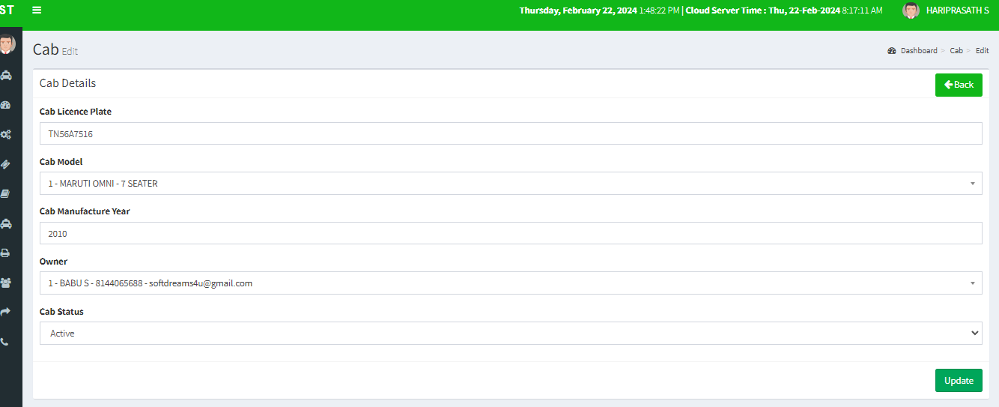 ST
Thursday, February 22, 2024 1:48:22 PM | Cloud Server Time : Thu, 22-Feb-2024 8:17:11 AM
HARIPRASATH S
Cab Edit
Dashboard > Cab > Edit
Cab Details
Back
Cab Licence Plate
TN56A7516
Cab Model
1 - MARUTI OMNI - 7 SEATER
Cab Manufacture Year
2010
Owner
1 - BABU S - 8144065688 - softdreams4u@gmail.com
Cab Status
Active
Update